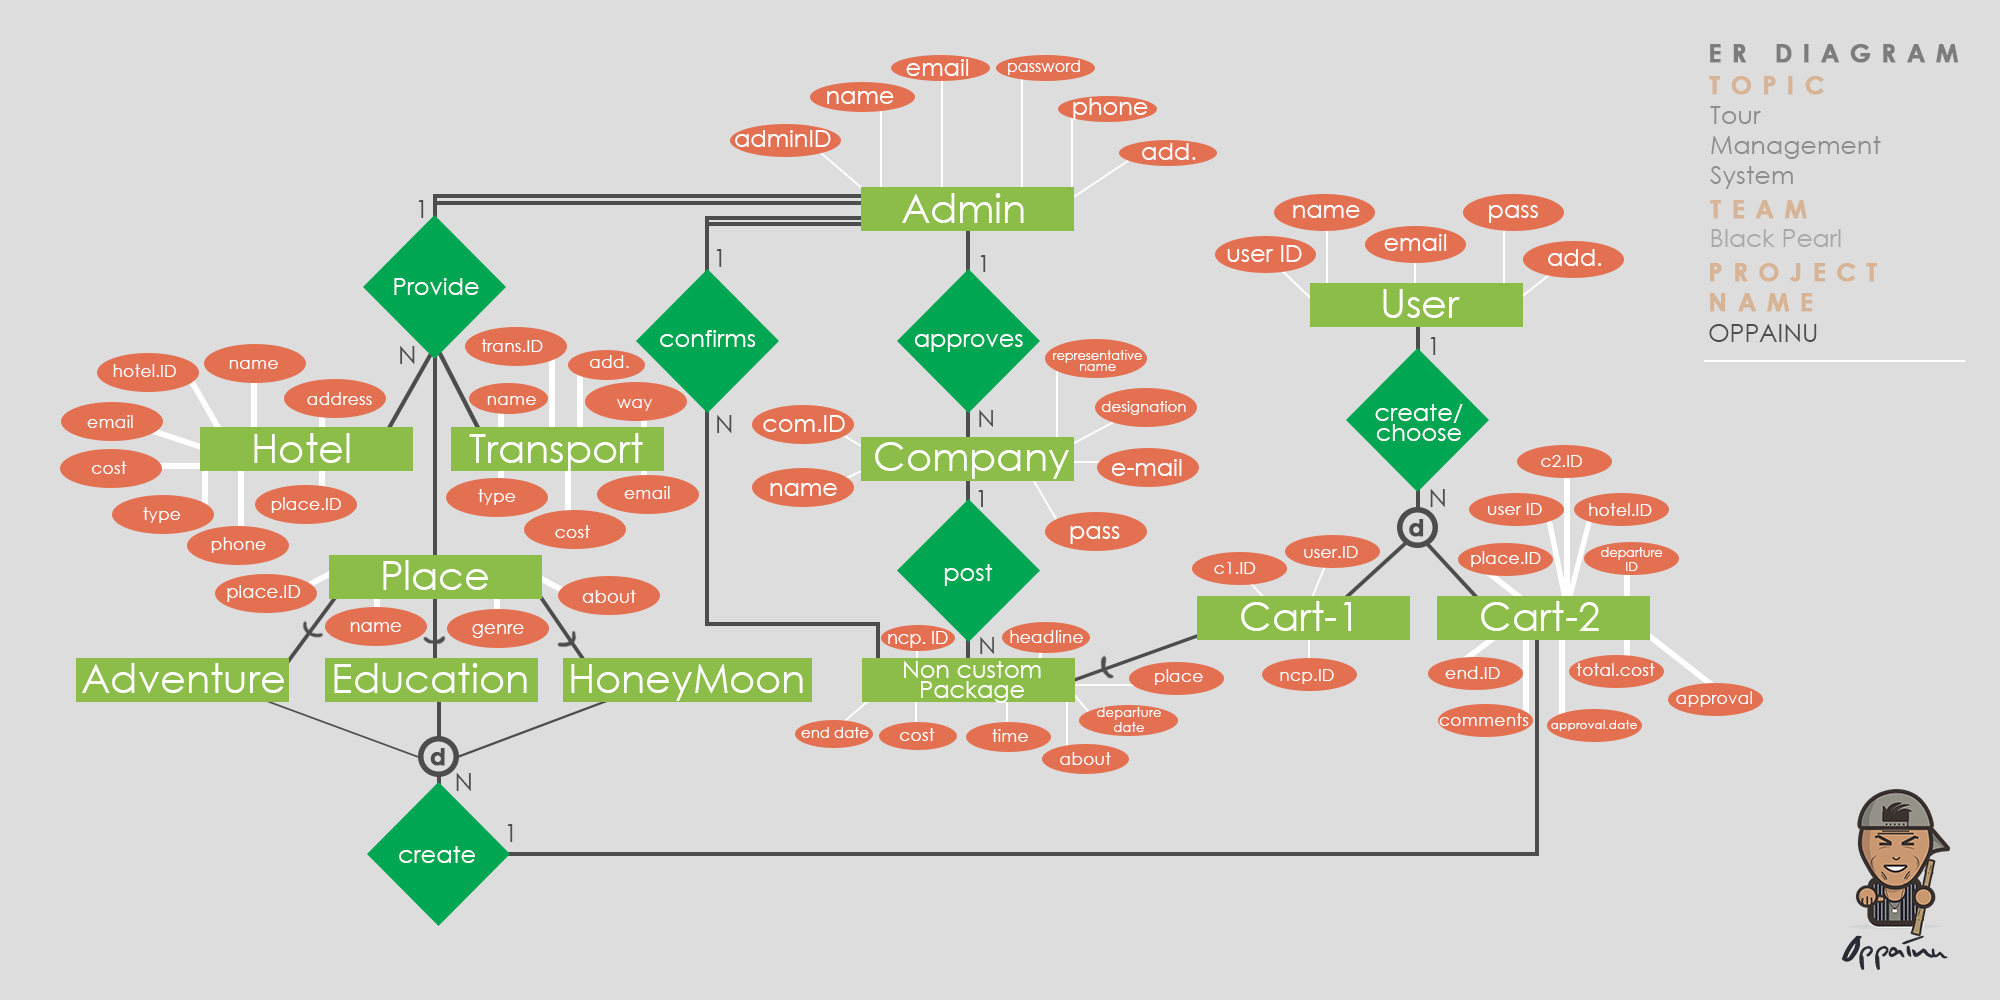 ER DIAGRAM
TOPIC
Tour
Management
System
TEAM
Black Pearl
PROJECT
NAME
OPPAINU
email
password
name
phone
adminID
add.
Admin
1
Provide
N
1
confirms
N
1
approves
N
name
pass
user ID
email
add.
User
1
create/
choose
N
d
hotel.ID
name
address
email
Hotel
cost
type
place.ID
phone
trans.ID
add.
name
way
Transport
type
email
cost
representative
name
com.ID
designation
Company
e-mail
name
pass
1
post
N
Place
place.ID
name
genre
about
Adventure
Education
HoneyMoon
d
N
create
1
ncp. ID
headline
Non custom
Package
place
departure
date
end date
cost
time
about
c1.ID
user.ID
Cart-1
ncp.ID
c2.ID
user ID
hotel.ID
place.ID
departure
ID
Cart-2
end.ID
total.cost
approval
comments
approval.date
Oppainu